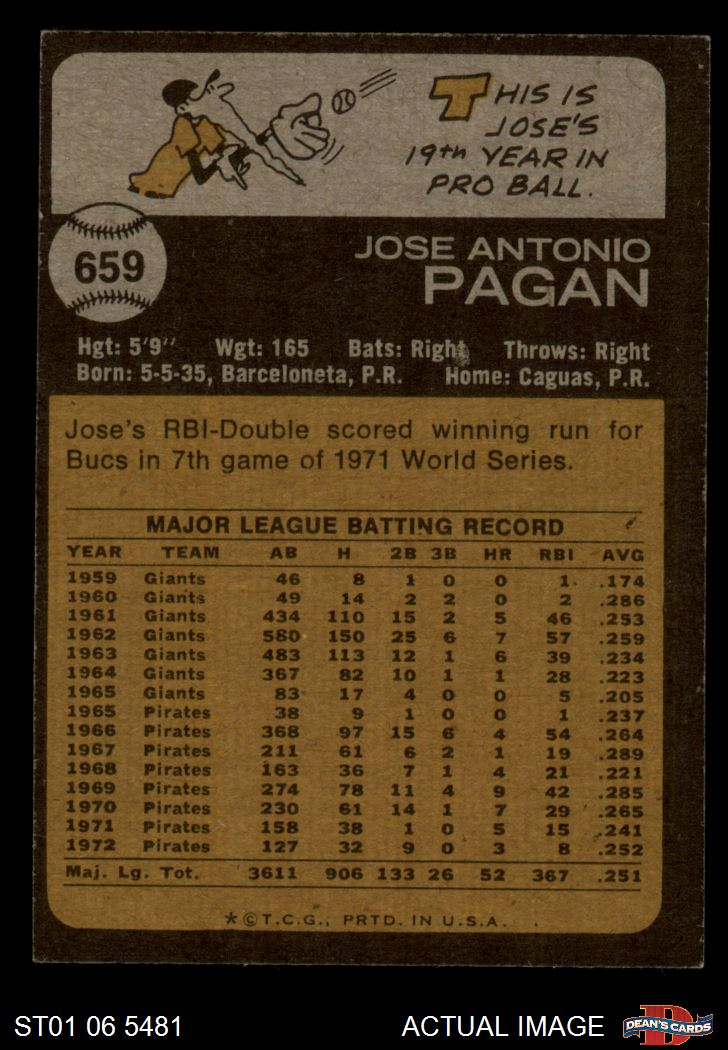 THIS IS
JOSE'S
19th YEAR IN
PRO BALL.
659
JOSE ANTONIO
PAGAN
Hgt: 5'9" Wgt: 165 Bats: Right Throws: Right
Born: 5-5-35, Barceloneta, P.R. Home: Caguas, P.R.
Jose's RBI-Double scored winning run for
Bucs in 7th game of 1971 World Series.
MAJOR LEAGUE BATTING RECORD
YEAR TEAM AB H 2B 3B HR RBI AVG
1959 Giants 46 8 1 0 0 1 .174
1960 Giants 49 14 2 2 0 2 .286
1961 Giants 434 110 15 2 5 46 .253
1962 Giants 580 150 25 6 7 57 .259
1963 Giants 483 113 12 1 6 39 .234
1964 Giants 367 82 10 1 1 28 .223
1965 Giants 83 17 4 0 0 5 .205
1965 Pirates 38 9 1 0 0 1 .237
1966 Pirates 368 97 15 6 4 54 .264
1967 Pirates 211 61 6 2 1 19 .289
1968 Pirates 163 36 7 1 4 21 .221
1969 Pirates 274 78 11 4 9 42 .285
1970 Pirates 230 61 14 1 7 29 .265
1971 Pirates 158 38 1 0 5 15 .241
1972 Pirates 127 32 9 0 3 8 .252
Maj. Lg. Tot. 3611 906 133 26 52 367 .251
★©T.C.G., PRTD. IN U.S.A.
ST01 06 5481 ACTUAL IMAGE
D
DEAN'S CARDS